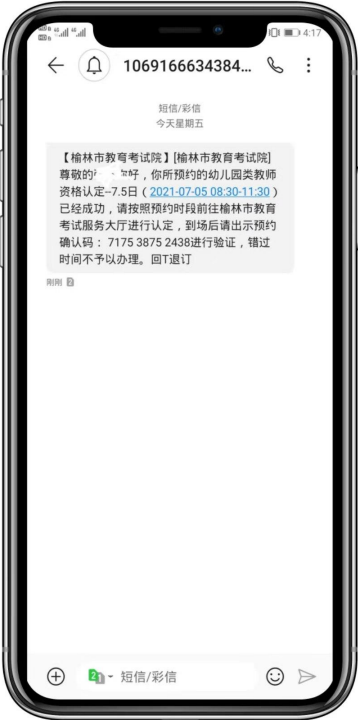 4:17
1069166634384...
短信/彩信
今天星期五
【榆林市教育考试院】[榆林市教育考试院]
尊敬的 好，你所预约的幼儿园类教师
资格认定--7.5日（2021-07-05 08:30-11:30）
已经成功，请按照预约时段前往榆林市教育
考试服务大厅进行认定，到场后请出示预约
确认码： 7175 3875 2438进行验证，错过
时间不予以办理。回T退订
刚刚 2
2 1 短信/彩信